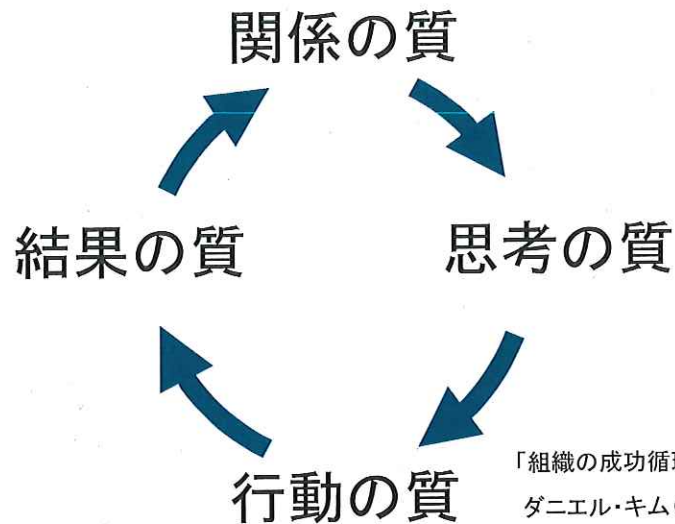 関係の質
思考の質
結果の質
行動の質
「組織の成功循
ダニエル・キム